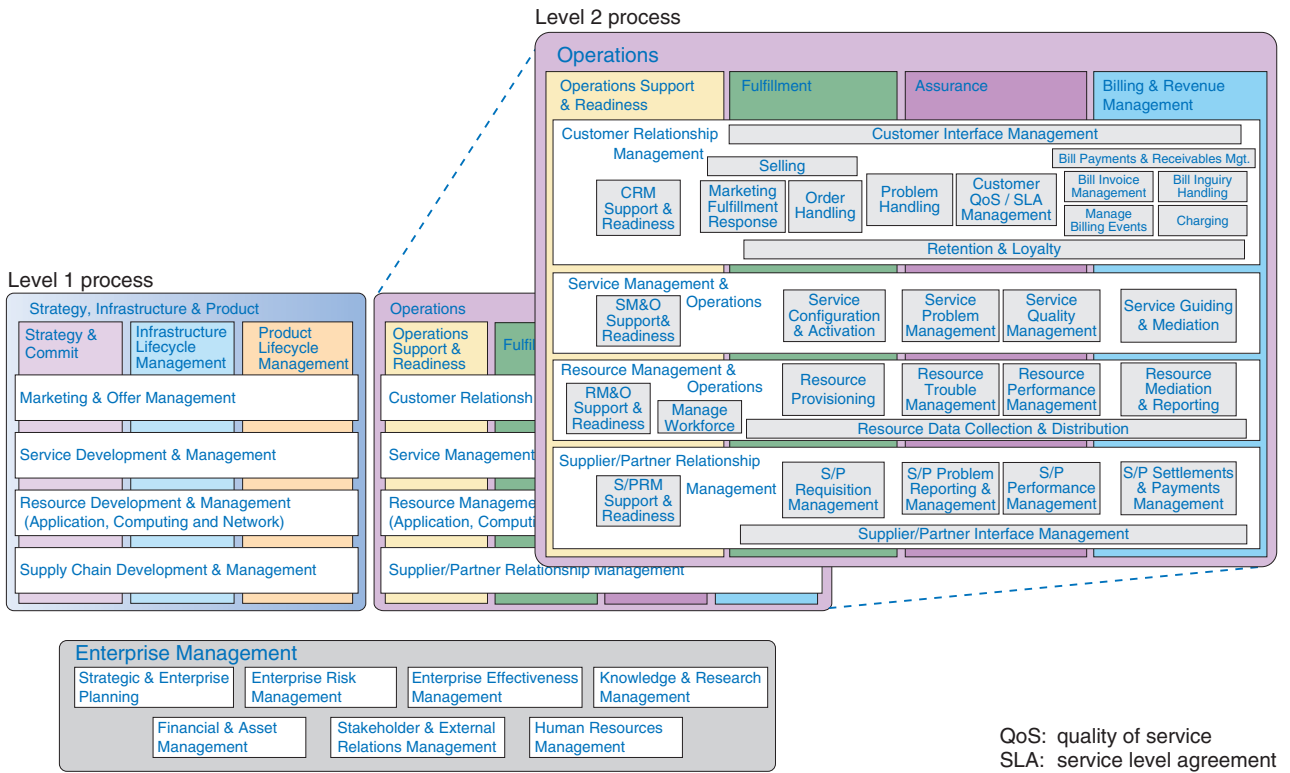 Level 2 process
Operations
Operations Support
& Readiness
Fulfillment
Assurance
Billing & Revenue
Management
Customer Relationship
Management
Customer Interface Management
Selling
Bill Payments & Receivables Mgt.
CRM
Support &
Readiness
Marketing
Fulfillment
Response
Order
Handling
Problem
Handling
Customer
QoS / SLA
Management
Bill Invoice
Management
Bill Inguiry
Handling
Manage
Billing Events
Charging
Retention & Loyalty
Service Management &
Operations
SM&O
Support&
Readiness
Service
Configuration
& Activation
Service
Problem
Management
Service
Quality
Management
Service Guiding
& Mediation
Resource Management &
Operations
RM&O
Support &
Readiness
Manage
Workforce
Resource
Provisioning
Resource
Trouble
Management
Resource
Performance
Management
Resource
Mediation
& Reporting
Resource Data Collection & Distribution
Supplier/Partner Relationship
Management
S/PRM
Support &
Readiness
S/P
Requisition
Management
S/P Problem
Reporting &
Management
S/P
Performance
Management
S/P Settlements
& Payments
Management
Supplier/Partner Interface Management
Level 1 process
Strategy, Infrastructure & Product
Strategy &
Commit
Infrastructure
Lifecycle
Management
Product
Lifecycle
Management
Marketing & Offer Management
Service Development & Management
Resource Development & Management
(Application, Computing and Network)
Supply Chain Development & Management
Operations
Operations
Support &
Readiness
Fulfil
Customer Relationsh
Service Management
Resource Manageme
(Application, Computi
Supplier/Partner Relationship Management
Enterprise Management
Strategic & Enterprise
Planning
Enterprise Risk
Management
Enterprise Effectiveness
Management
Knowledge & Research
Management
Financial & Asset
Management
Stakeholder & External
Relations Management
Human Resources
Management
QoS: quality of service
SLA: service level agreement